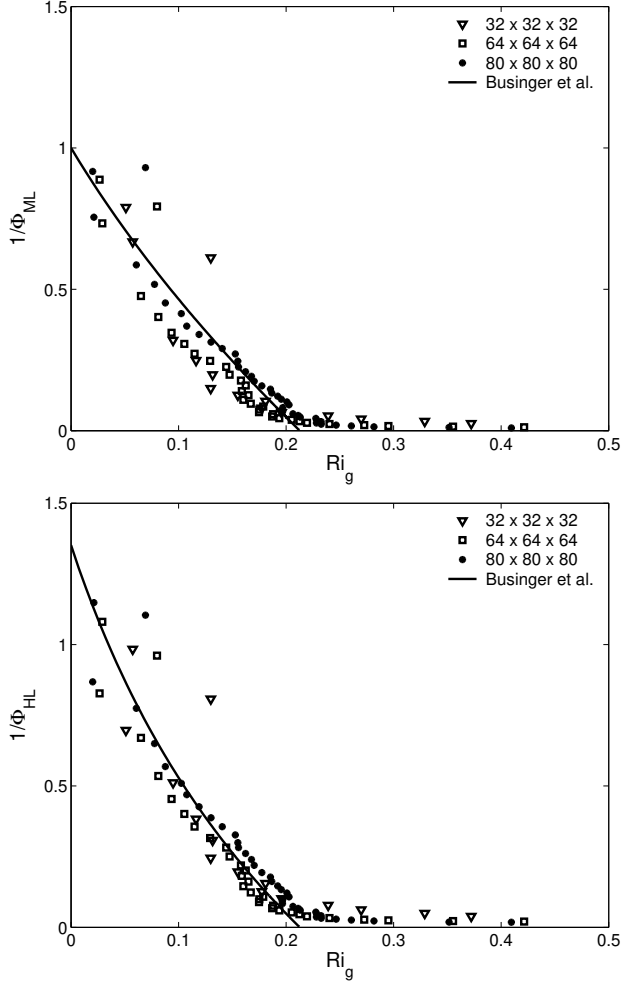 1.5
32 x 32 x 32
64 x 64 x 64
80 x 80 x 80
Businger et al.
1
1/Φ_ML
0.5
0
0 0.1 0.2 0.3 0.4 0.5
Ri_g
1.5
32 x 32 x 32
64 x 64 x 64
80 x 80 x 80
Businger et al.
1
1/Φ_HL
0.5
0
0 0.1 0.2 0.3 0.4 0.5
Ri_g